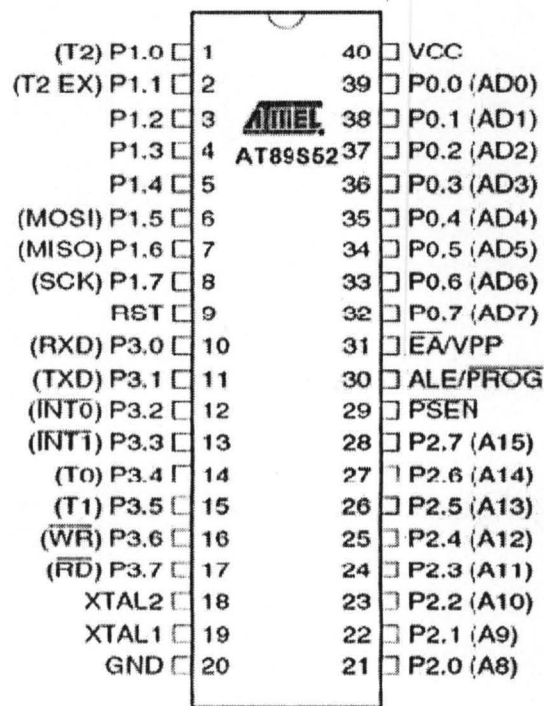 (T2) P1.0 1 40 VCC
(T2 EX) P1.1 2 39 P0.0 (AD0)
P1.2 3 ATMEL 38 P0.1 (AD1)
P1.3 4 AT89S52 37 P0.2 (AD2)
P1.4 5 36 P0.3 (AD3)
(MOSI) P1.5 6 35 P0.4 (AD4)
(MISO) P1.6 7 34 P0.5 (AD5)
(SCK) P1.7 8 33 P0.6 (AD6)
RST 9 32 P0.7 (AD7)
(RXD) P3.0 10 31 E̅A̅/VPP
(TXD) P3.1 11 30 ALE/P̅R̅O̅G̅
(I̅N̅T̅0̅) P3.2 12 29 P̅S̅E̅N̅
(I̅N̅T̅1̅) P3.3 13 28 P2.7 (A15)
(T0) P3.4 14 27 P2.6 (A14)
(T1) P3.5 15 26 P2.5 (A13)
(W̅R̅) P3.6 16 25 P2.4 (A12)
(R̅D̅) P3.7 17 24 P2.3 (A11)
XTAL2 18 23 P2.2 (A10)
XTAL1 19 22 P2.1 (A9)
GND 20 21 P2.0 (A8)